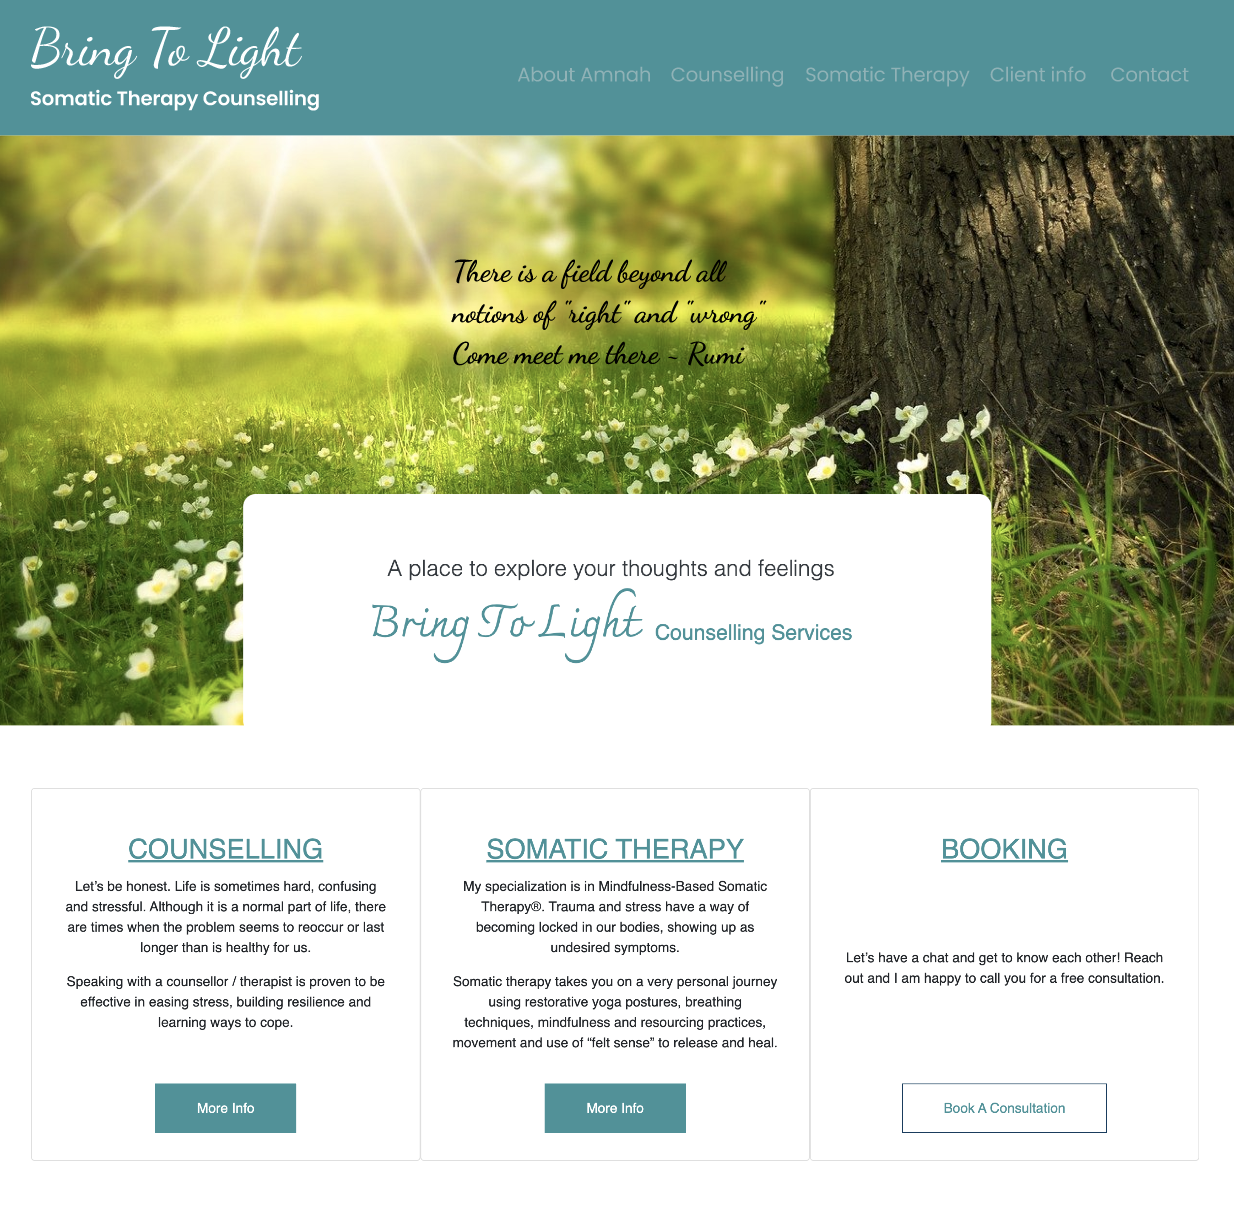 Bring To Light
Somatic Therapy Counselling
About Amnah Counselling Somatic Therapy Client info Contact
There is a field beyond all
notions of "right" and "wrong"
Come meet me there ~ Rumi
A place to explore your thoughts and feelings
Bring To Light Counselling Services
COUNSELLING
Let’s be honest. Life is sometimes hard, confusing
and stressful. Although it is a normal part of life, there
are times when the problem seems to reoccur or last
longer than is healthy for us.
Speaking with a counsellor / therapist is proven to be
effective in easing stress, building resilience and
learning ways to cope.
More Info
SOMATIC THERAPY
My specialization is in Mindfulness-Based Somatic
Therapy®. Trauma and stress have a way of
becoming locked in our bodies, showing up as
undesired symptoms.
Somatic therapy takes you on a very personal journey
using restorative yoga postures, breathing
techniques, mindfulness and resourcing practices,
movement and use of “felt sense” to release and heal.
More Info
BOOKING
Let’s have a chat and get to know each other! Reach
out and I am happy to call you for a free consultation.
Book A Consultation